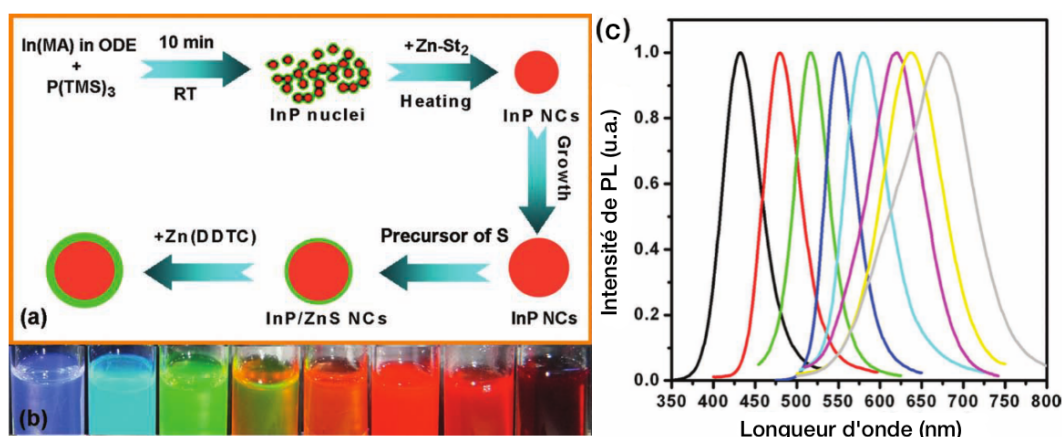 In(MA) in ODE
+
P(TMS)₃
10 min
RT
InP nuclei
+Zn-St₂
Heating
InP NCs
Growth
InP NCs
Precursor of S
InP/ZnS NCs
+Zn(DDTC)
(a)
(b)
(c)
Intensité de PL (u.a.)
1.0
0.8
0.6
0.4
0.2
0.0
350 400 450 500 550 600 650 700 750 800
Longueur d'onde (nm)